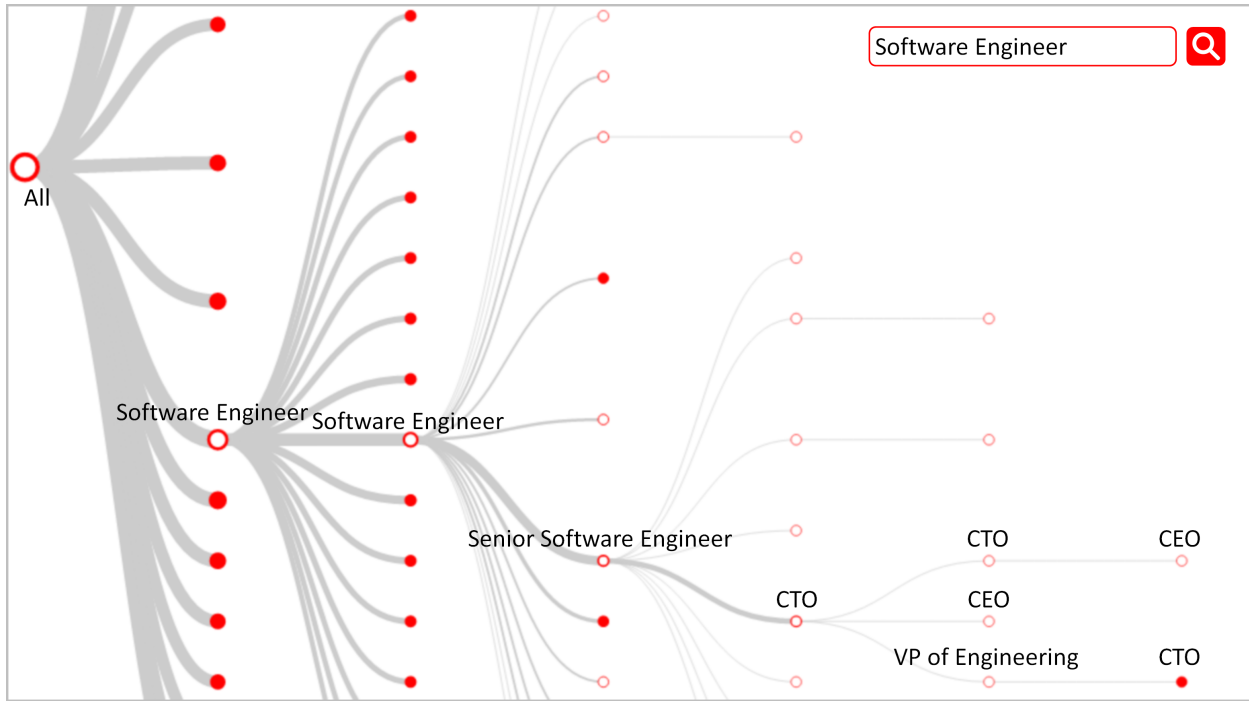 Software Engineer
All
Software Engineer
Software Engineer
Senior Software Engineer
CTO
CEO
CTO
CEO
VP of Engineering
CTO